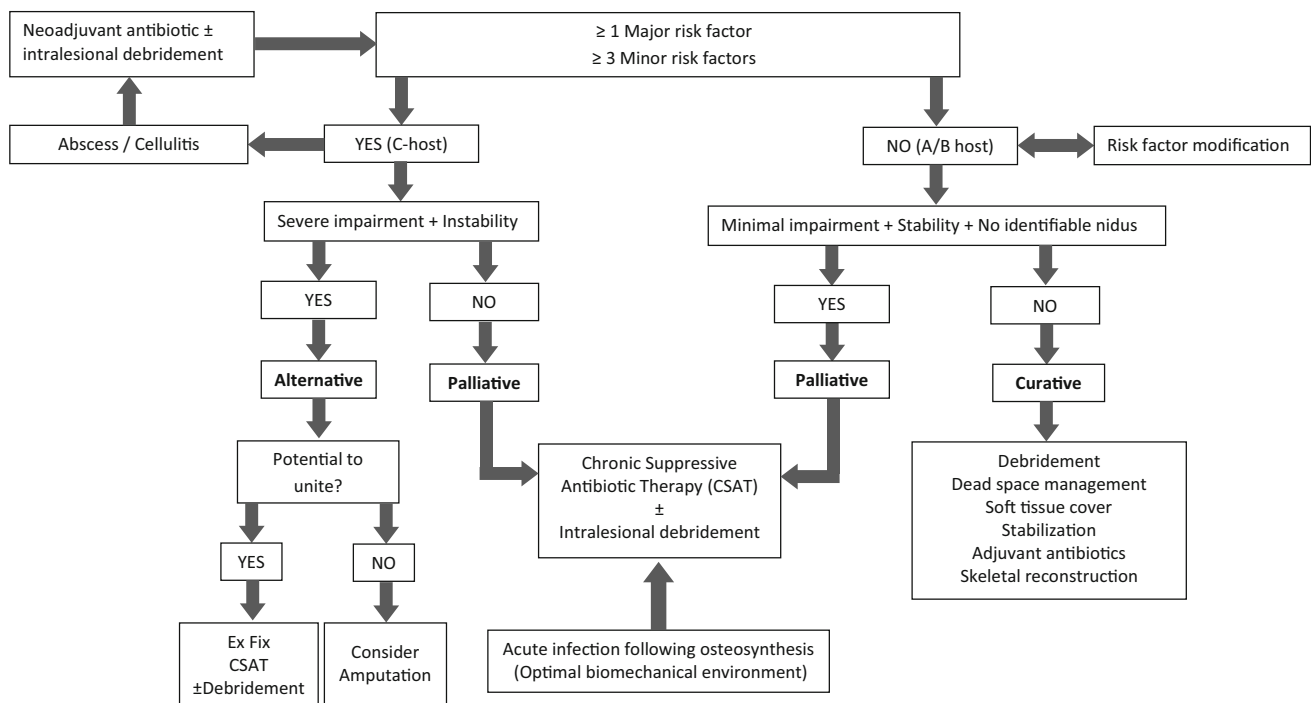 Neoadjuvant antibiotic ±
intralesional debridement
≥ 1 Major risk factor
≥ 3 Minor risk factors
Abscess / Cellulitis
YES (C-host)
NO (A/B host)
Risk factor modification
Severe impairment + Instability
Minimal impairment + Stability + No identifiable nidus
YES
NO
YES
NO
Alternative
Palliative
Palliative
Curative
Potential to
unite?
Chronic Suppressive
Antibiotic Therapy (CSAT)
±
Intralesional debridement
Debridement
Dead space management
Soft tissue cover
Stabilization
Adjuvant antibiotics
Skeletal reconstruction
YES
NO
Ex Fix
CSAT
±Debridement
Consider
Amputation
Acute infection following osteosynthesis
(Optimal biomechanical environment)